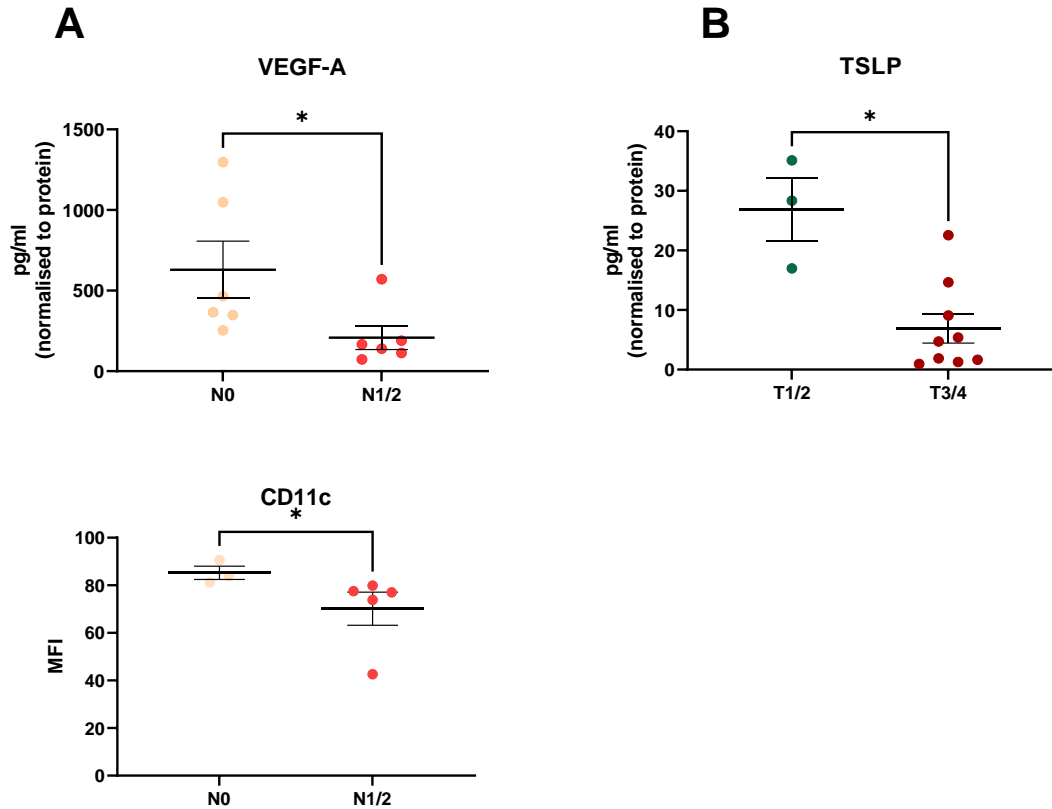 A
VEGF-A
*
pg/ml
(normalised to protein)
1500
1000
500
0
N0
N1/2
B
TSLP
*
pg/ml
(normalised to protein)
40
30
20
10
0
T1/2
T3/4
CD11c
*
MFI
100
80
60
40
20
0
N0
N1/2